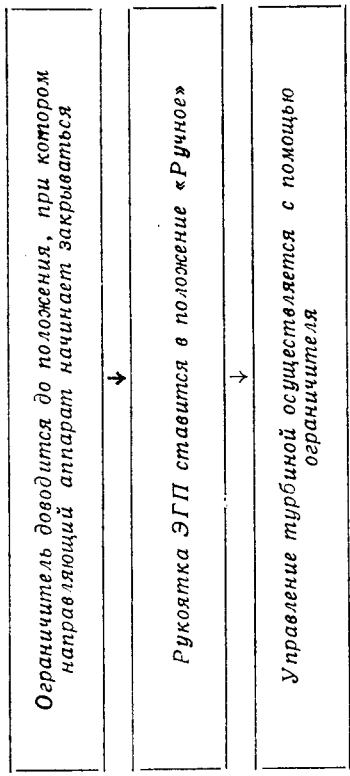 Ограничитель доводится до положения, при котором
направляющий аппарат начинает закрываться
↓
Рукоятка ЭГП ставится в положение «Ручное»
↓
Управление турбиной осуществляется с помощью
ограничителя